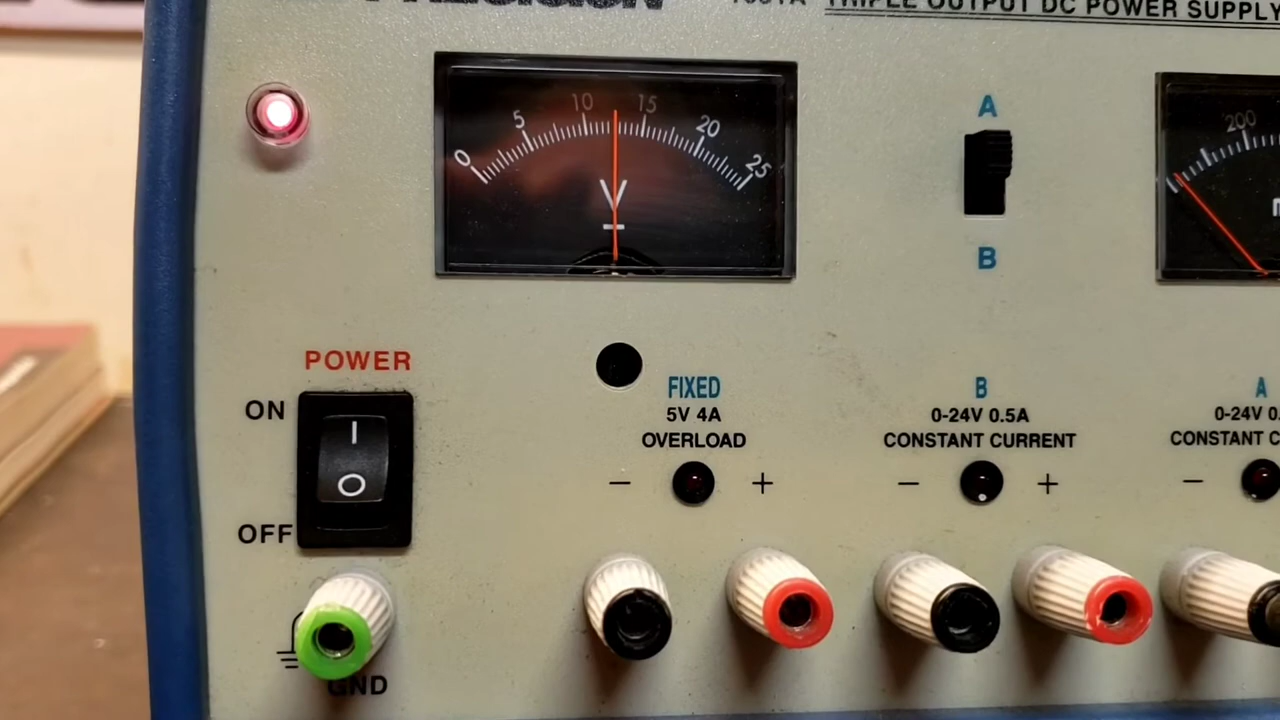 PRECISION
TRIPLE OUTPUT DC POWER SUPPLY
0 5 10 15 20 25
V
A
B
200
POWER
ON
I
O
OFF
FIXED
5V 4A
OVERLOAD
- +
B
0-24V 0.5A
CONSTANT CURRENT
- +
A
0-24V 0.
CONSTANT C
-
GND